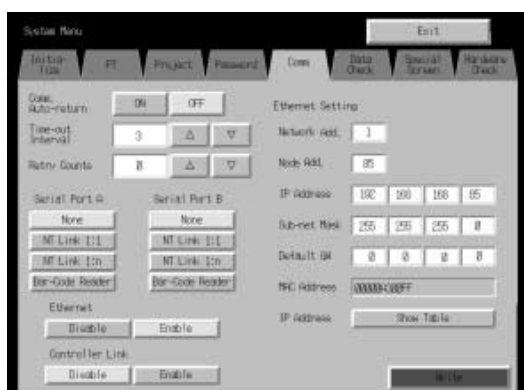 System Menu
Exit
Initialize
PT
Project
Password
Comm
Data Check
Special Screen
Hardware Check
Comm. Auto-return
ON
OFF
Time-out Interval
3
△
▽
Retry Counts
0
△
▽
Serial Port A
Serial Port B
None
None
NT Link 1:1
NT Link 1:1
NT Link 1:n
NT Link 1:n
Bar-Code Reader
Bar-Code Reader
Ethernet
Disable
Enable
Controller Link
Disable
Enable
Ethernet Setting
Network Add.
1
Node Add.
85
IP Address
192 168 168 85
Sub-net Mask
255 255 255 0
Default GW
0 0 0 0
MAC Address
IP Address
Show Table
Write